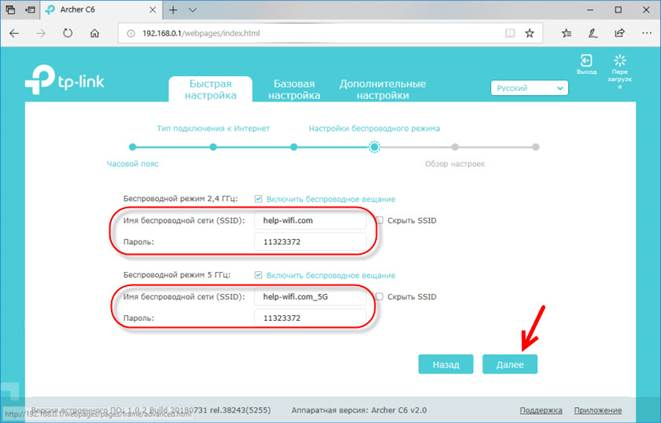 Archer C6
192.168.0.1/webpages/index.html
tp-link
Быстрая настройка
Базовая настройка
Дополнительные настройки
Русский
Выход
Пере
загрузк
а
Тип подключения к Интернет
Настройки беспроводного режима
Часовой пояс
Обзор настроек
Беспроводной режим 2,4 ГГц:
Включить беспроводное вещание
Имя беспроводной сети (SSID):
help-wifi.com
Скрыть SSID
Пароль:
11323372
Беспроводной режим 5 ГГц:
Включить беспроводное вещание
Имя беспроводной сети (SSID):
help-wifi.com_5G
Скрыть SSID
Пароль:
11323372
Назад
Далее
Версия встроенного ПО: 1.0.2 Build 20180731 rel.38243(5255)
Аппаратная версия: Archer C6 v2.0
Поддержка
Приложение